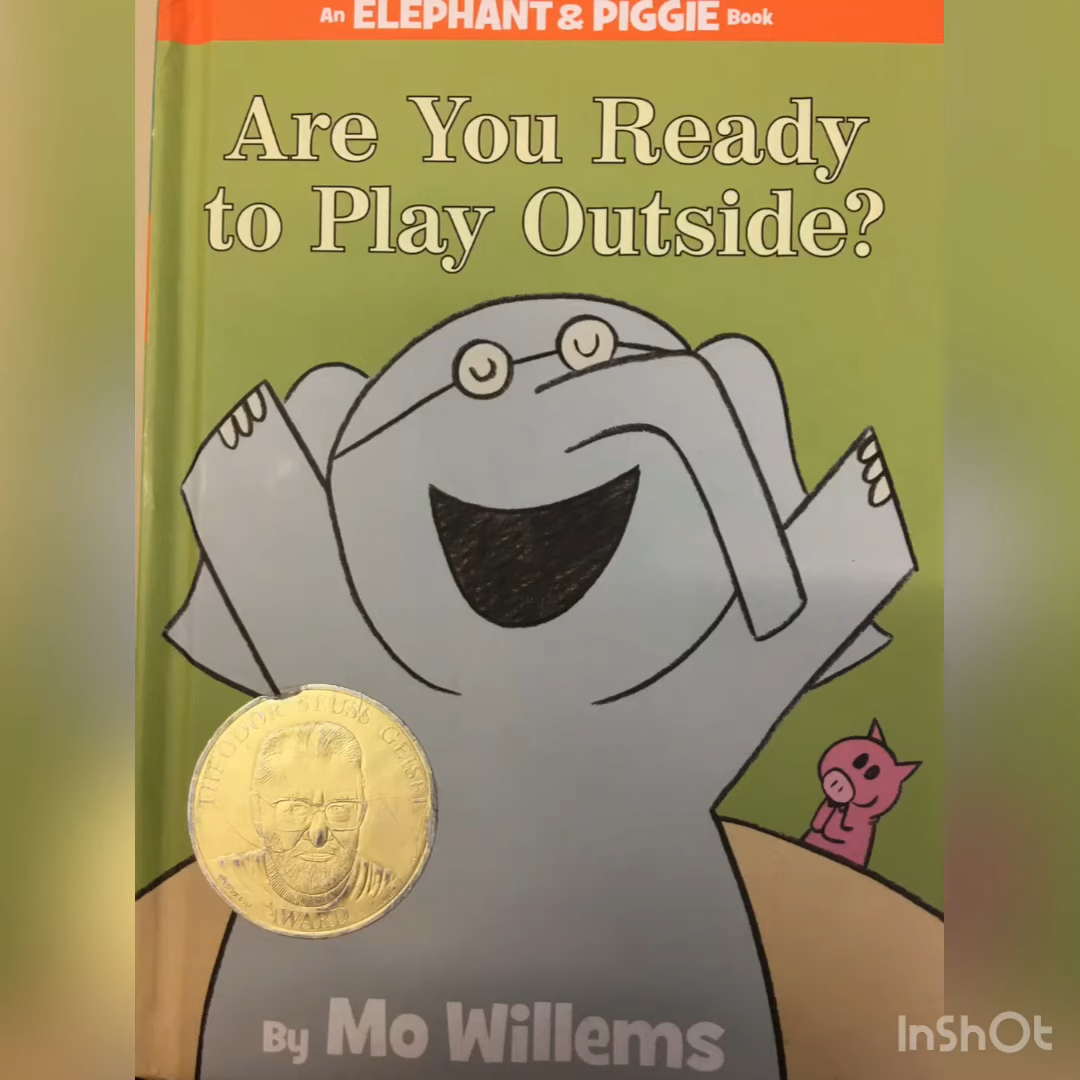 An ELEPHANT & PIGGIE Book
Are You Ready
to Play Outside?
THEODOR SEUSS GEISEL
AWARD
By Mo Willems
InShOt